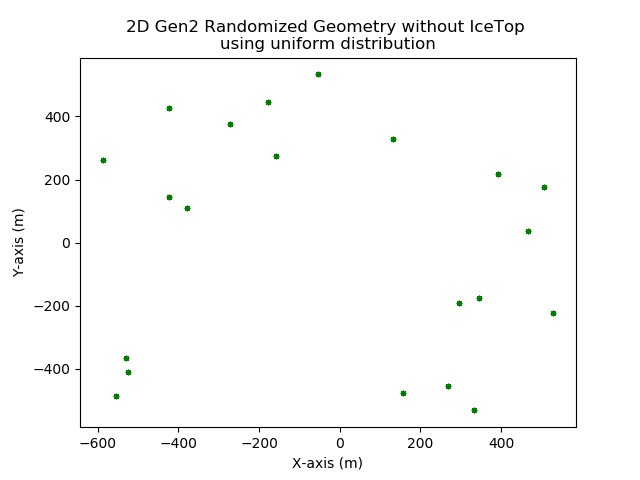 2D Gen2 Randomized Geometry without IceTop
using uniform distribution
Y-axis (m)
400
200
0
−200
−400
−600 −400 −200 0 200 400
X-axis (m)